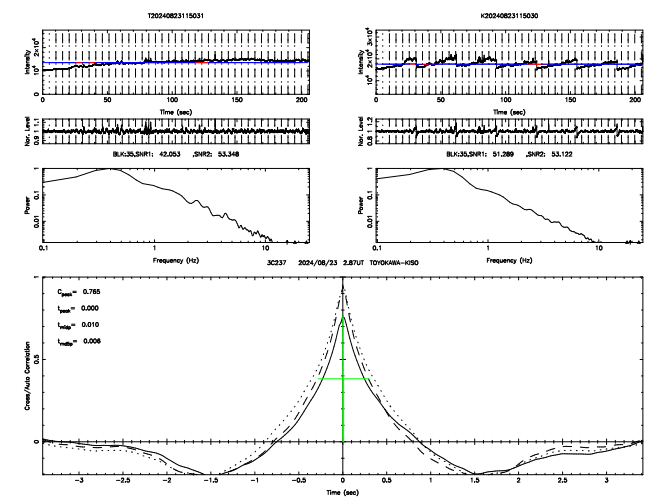 T20240823115031 K20240823115030
Intensity 0 10⁴ 2×10⁴ 0 50 100 150 200 Time (sec)
Intensity 10⁴ 2×10⁴ 3×10⁴ 0 50 100 150 200 Time (sec)
Nor. Level 0.9 1 1.1
Nor. Level 0.8 1 1.2
BLK:35,SNR1: 42.053 ,SNR2: 53.348
BLK:35,SNR1: 51.289 ,SNR2: 53.122
Power 0.01 0.1 1 0.1 1 10 Frequency (Hz)
Power 0.01 0.1 1 0.1 1 10 Frequency (Hz)
3C237 2024/08/23 2.87UT TOYOKAWA-KISO
C_peak= 0.765
t_peak= 0.000
t_midp= 0.010
t_mdBp= 0.006
Cross/Auto Correlation
0 0.5 1
-3 -2.5 -2 -1.5 -1 -0.5 0 0.5 1 1.5 2 2.5 3
Time (sec)